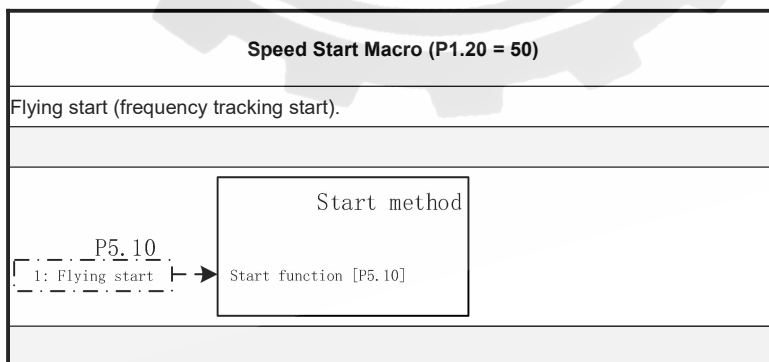 Speed Start Macro (P1.20 = 50)
Flying start (frequency tracking start).
Start method
P5.10
1: Flying start
Start function [P5.10]